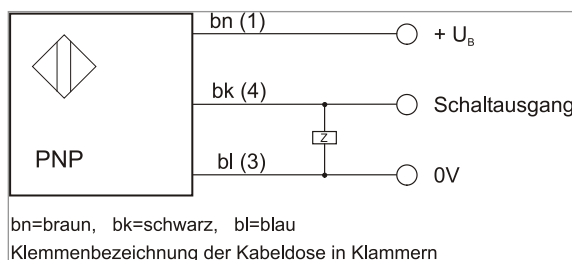 bn (1)
+ U_B
bk (4)
Schaltausgang
Z
PNP
bl (3)
0V
bn=braun, bk=schwarz, bl=blau
Klemmenbezeichnung der Kabeldose in Klammern